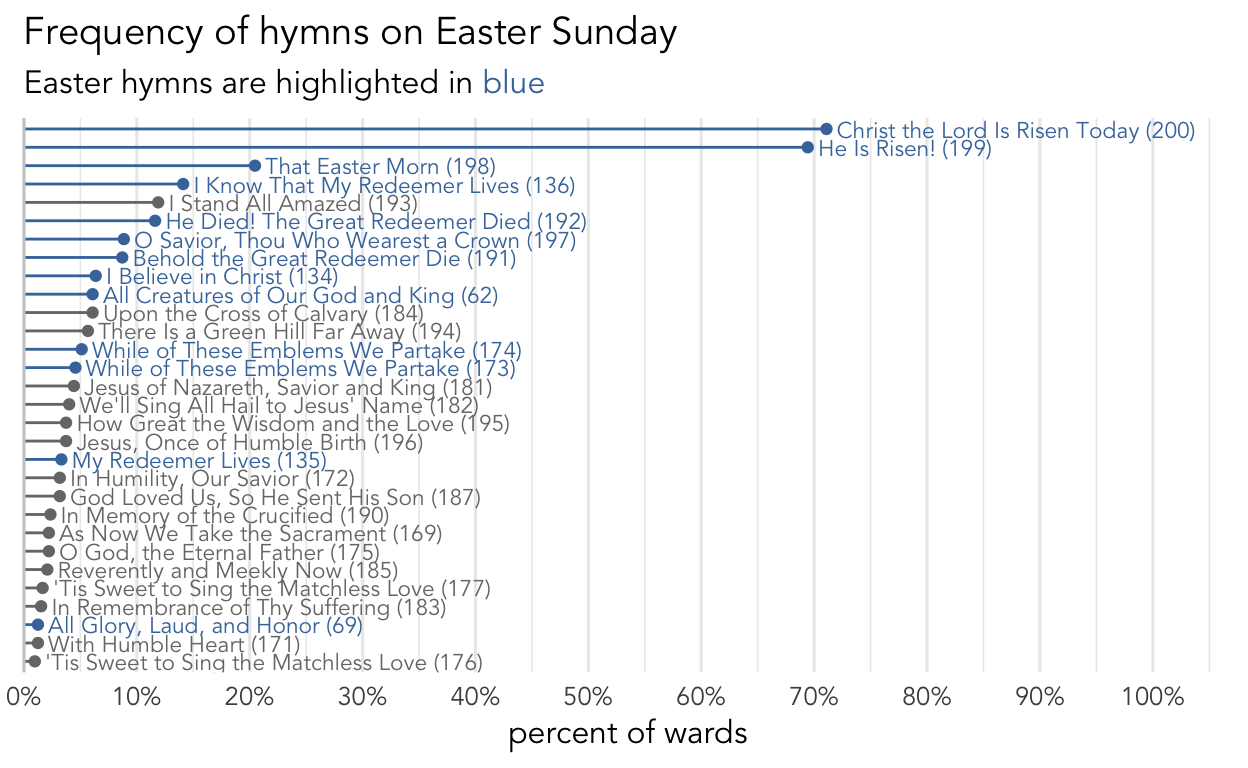 Frequency of hymns on Easter Sunday
Easter hymns are highlighted in blue
Christ the Lord Is Risen Today (200)
He Is Risen! (199)
That Easter Morn (198)
I Know That My Redeemer Lives (136)
I Stand All Amazed (193)
He Died! The Great Redeemer Died (192)
O Savior, Thou Who Wearest a Crown (197)
Behold the Great Redeemer Die (191)
I Believe in Christ (134)
All Creatures of Our God and King (62)
Upon the Cross of Calvary (184)
There Is a Green Hill Far Away (194)
While of These Emblems We Partake (174)
While of These Emblems We Partake (173)
Jesus of Nazareth, Savior and King (181)
We'll Sing All Hail to Jesus' Name (182)
How Great the Wisdom and the Love (195)
Jesus, Once of Humble Birth (196)
My Redeemer Lives (135)
In Humility, Our Savior (172)
God Loved Us, So He Sent His Son (187)
In Memory of the Crucified (190)
As Now We Take the Sacrament (169)
O God, the Eternal Father (175)
Reverently and Meekly Now (185)
'Tis Sweet to Sing the Matchless Love (177)
In Remembrance of Thy Suffering (183)
All Glory, Laud, and Honor (69)
With Humble Heart (171)
'Tis Sweet to Sing the Matchless Love (176)
0% 10% 20% 30% 40% 50% 60% 70% 80% 90% 100%
percent of wards